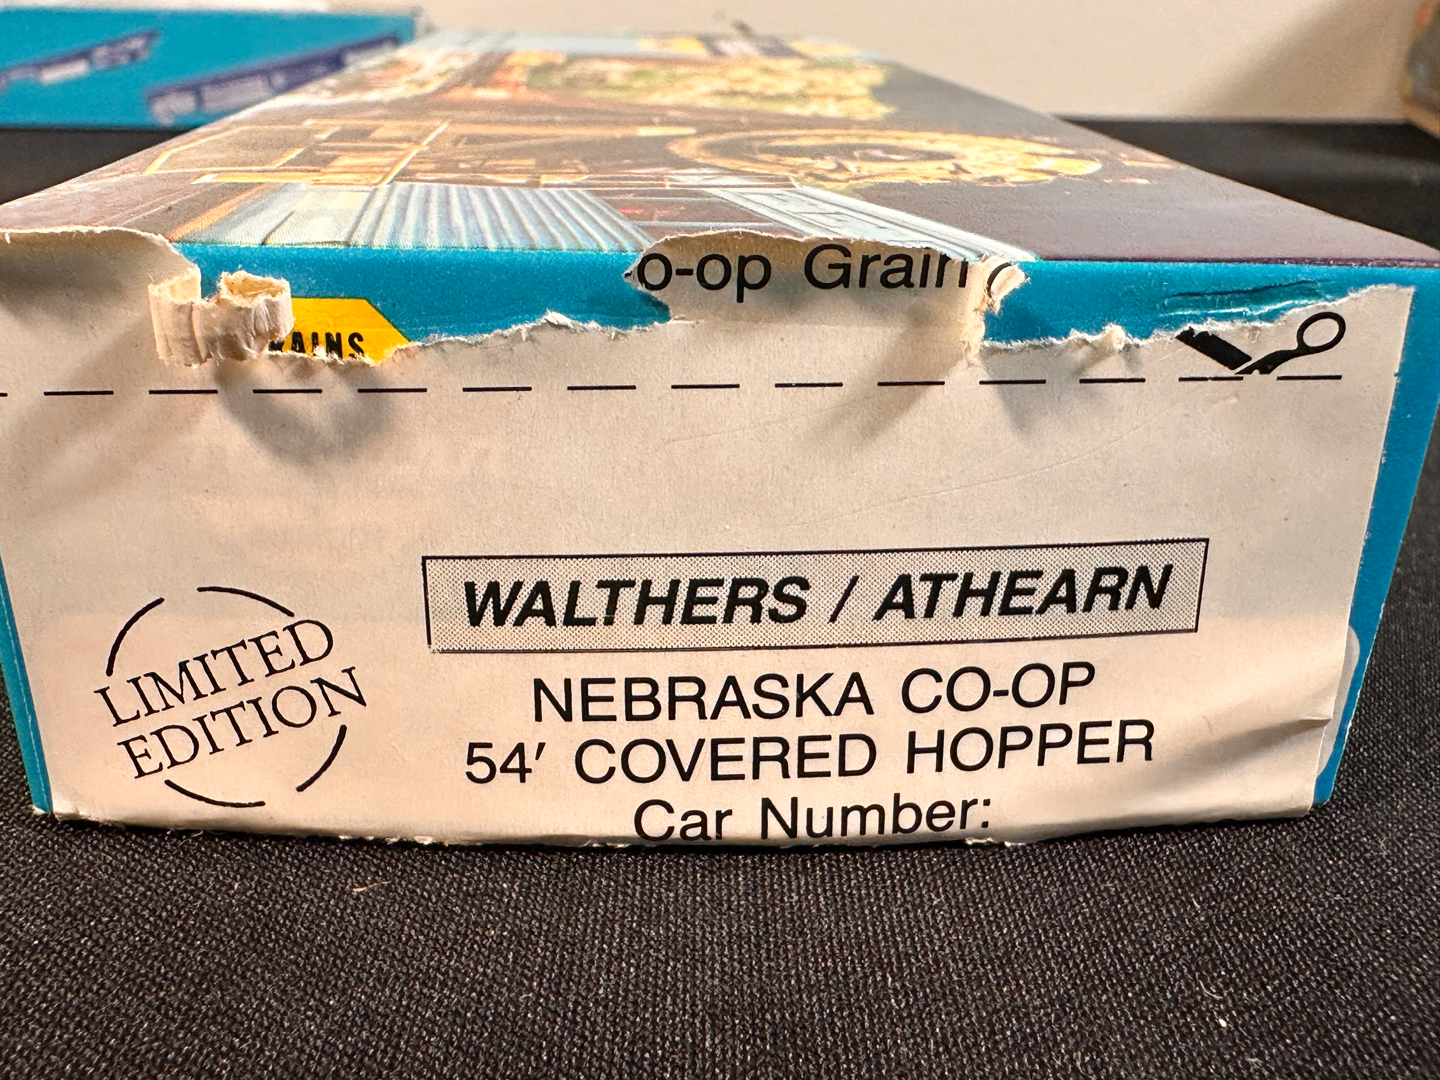 o-op Grain
RAINS
WALTHERS / ATHEARN
LIMITED
EDITION
NEBRASKA CO-OP
54' COVERED HOPPER
Car Number: